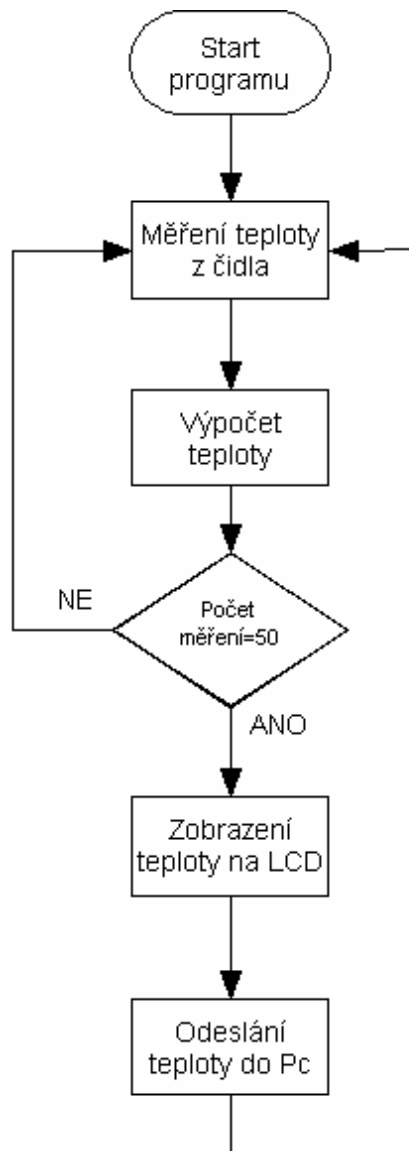 Start
programu
Měření teploty
z čidla
Výpočet
teploty
NE
Počet
měření=50
ANO
Zobrazení
teploty na LCD
Odeslání
teploty do Pc